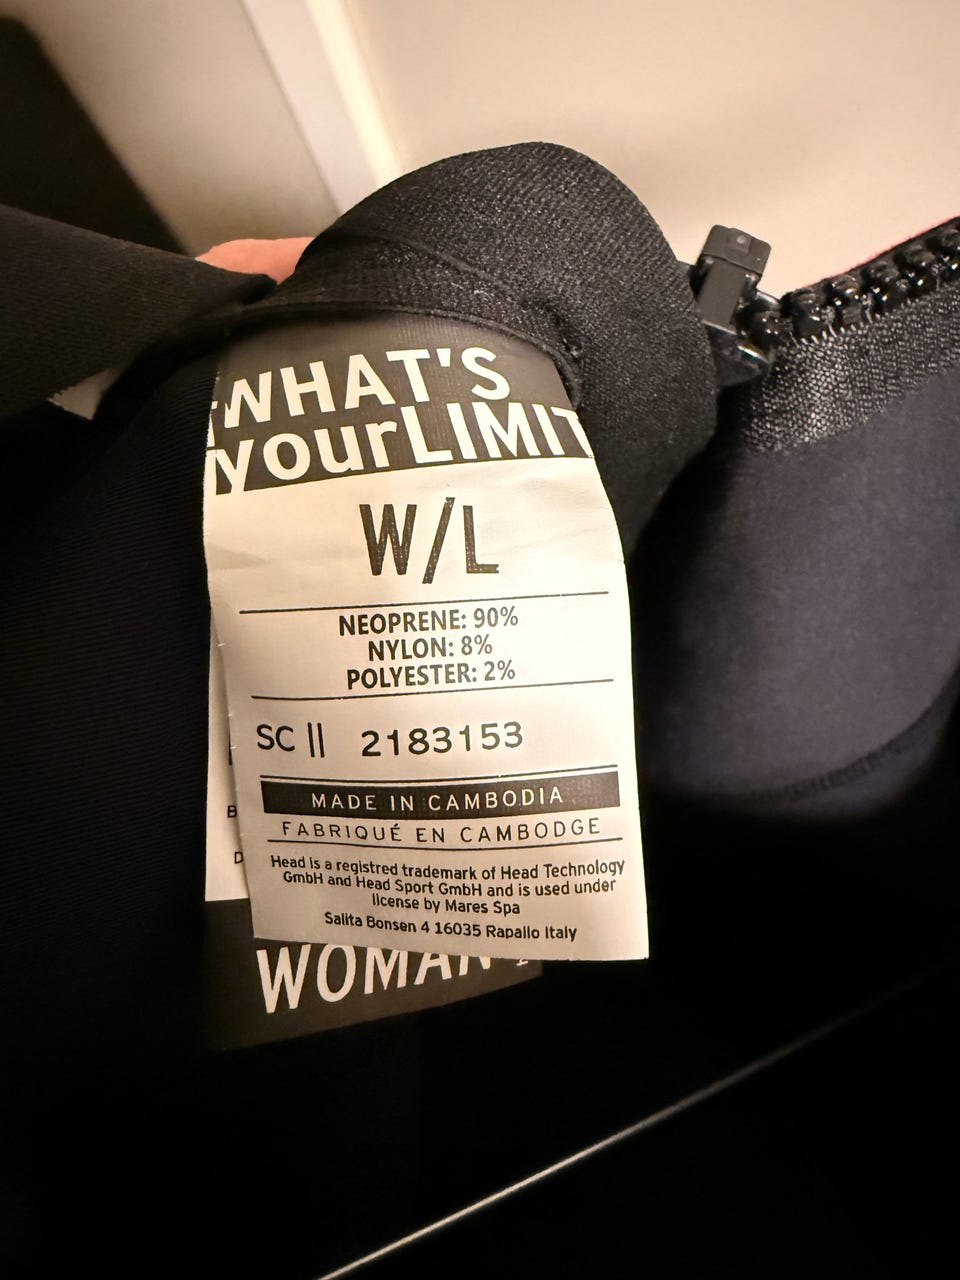 WHAT'S
yourLIMIT
W/L
NEOPRENE: 90%
NYLON: 8%
POLYESTER: 2%
SC || 2183153
MADE IN CAMBODIA
FABRIQUÉ EN CAMBODGE
Head is a registred trademark of Head Technology
GmbH and Head Sport GmbH and is used under
license by Mares Spa
Salita Bonsen 4 16035 Rapallo Italy
B
D
WOMAN